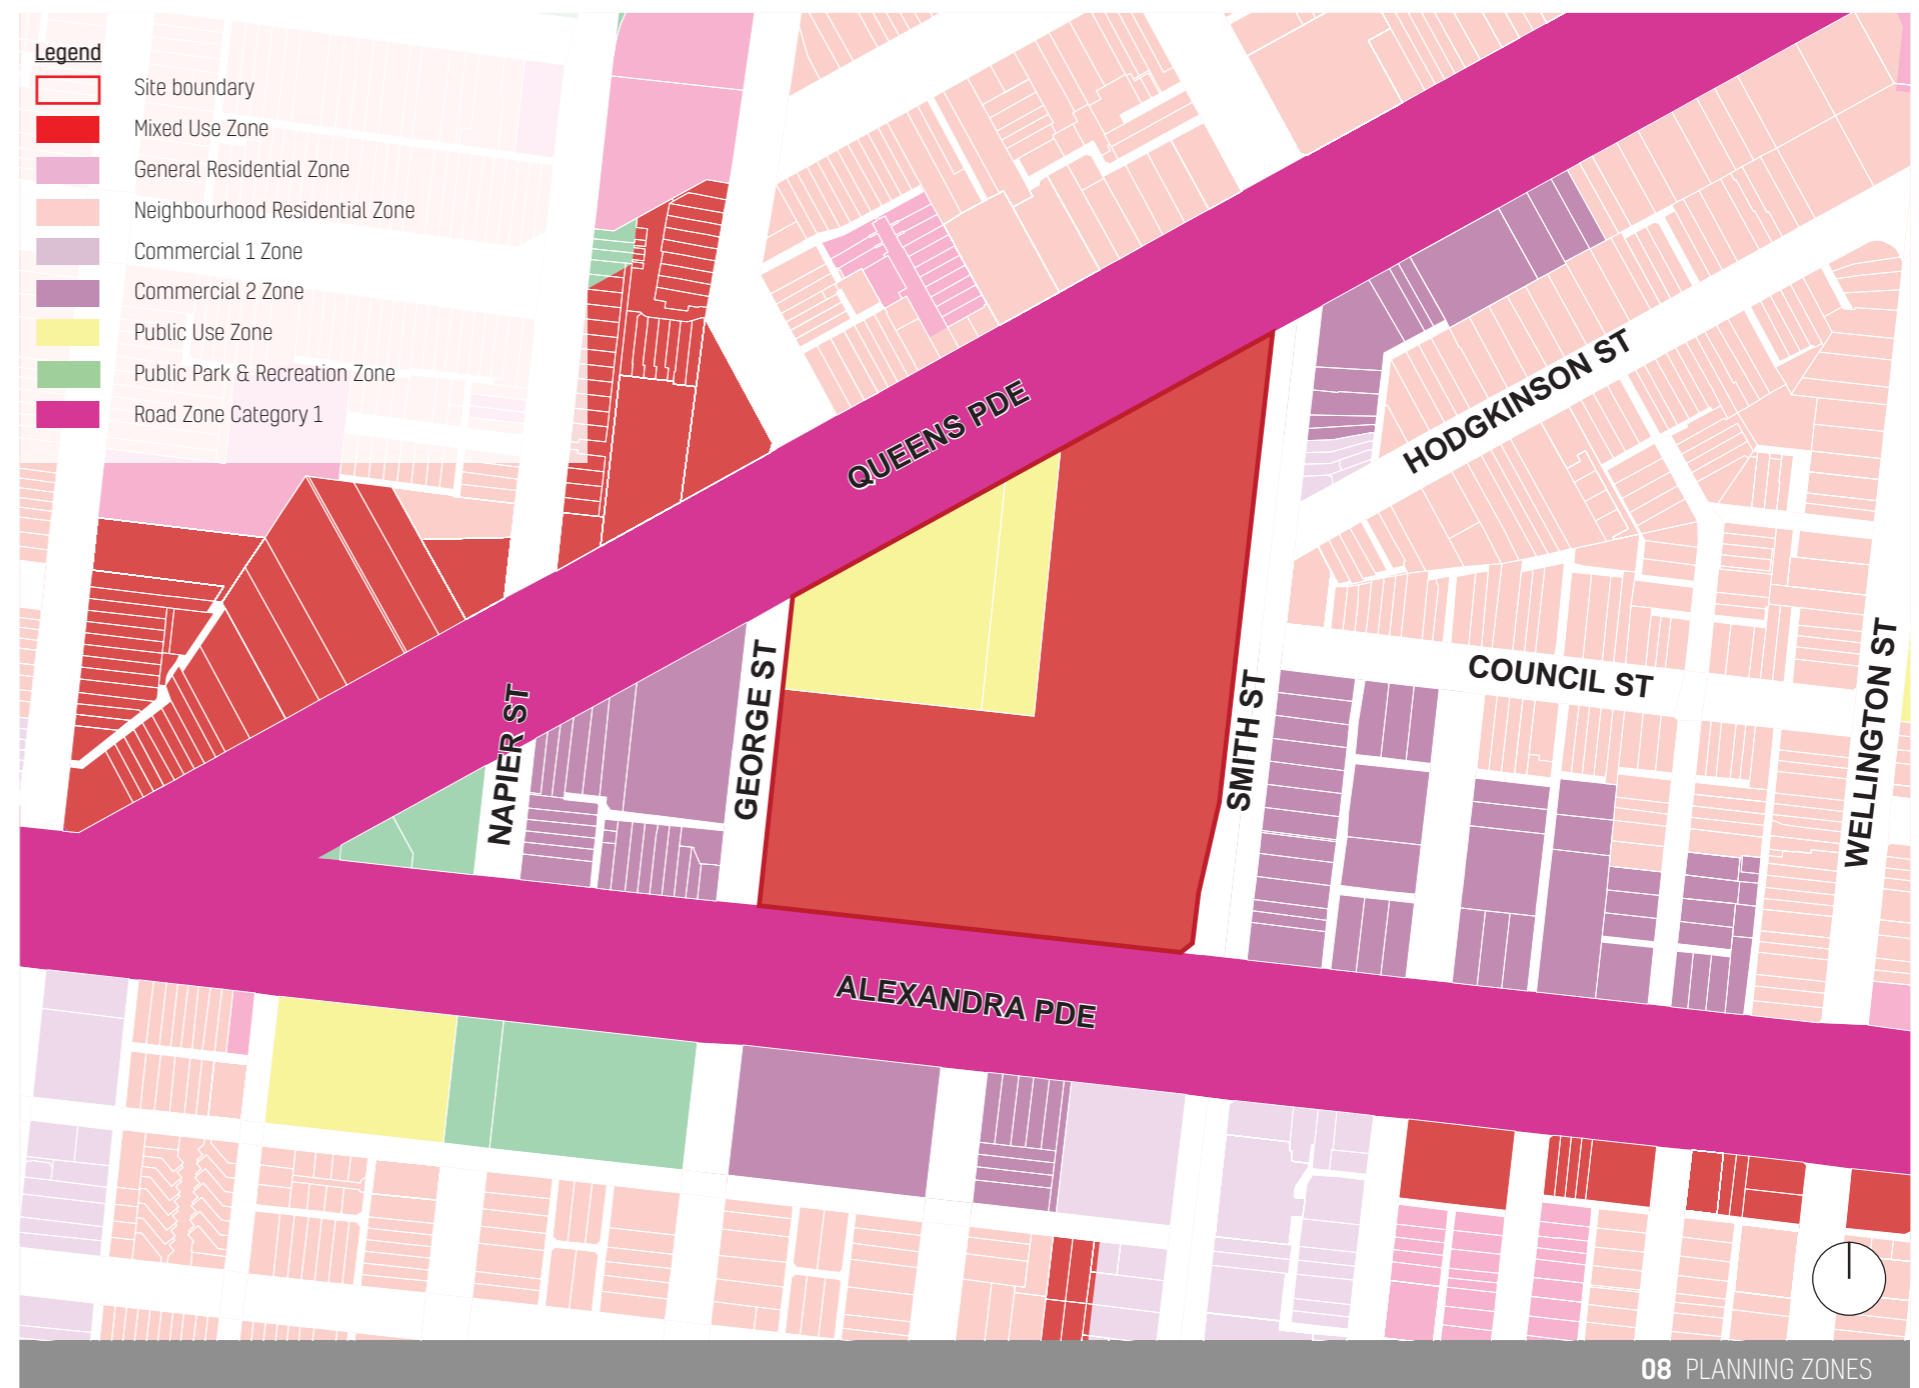 Legend
Site boundary
Mixed Use Zone
General Residential Zone
Neighbourhood Residential Zone
Commercial 1 Zone
Commercial 2 Zone
Public Use Zone
Public Park & Recreation Zone
Road Zone Category 1
QUEENS PDE
HODGKINSON ST
COUNCIL ST
WELLINGTON ST
SMITH ST
GEORGE ST
NAPIER ST
ALEXANDRA PDE
08 PLANNING ZONES